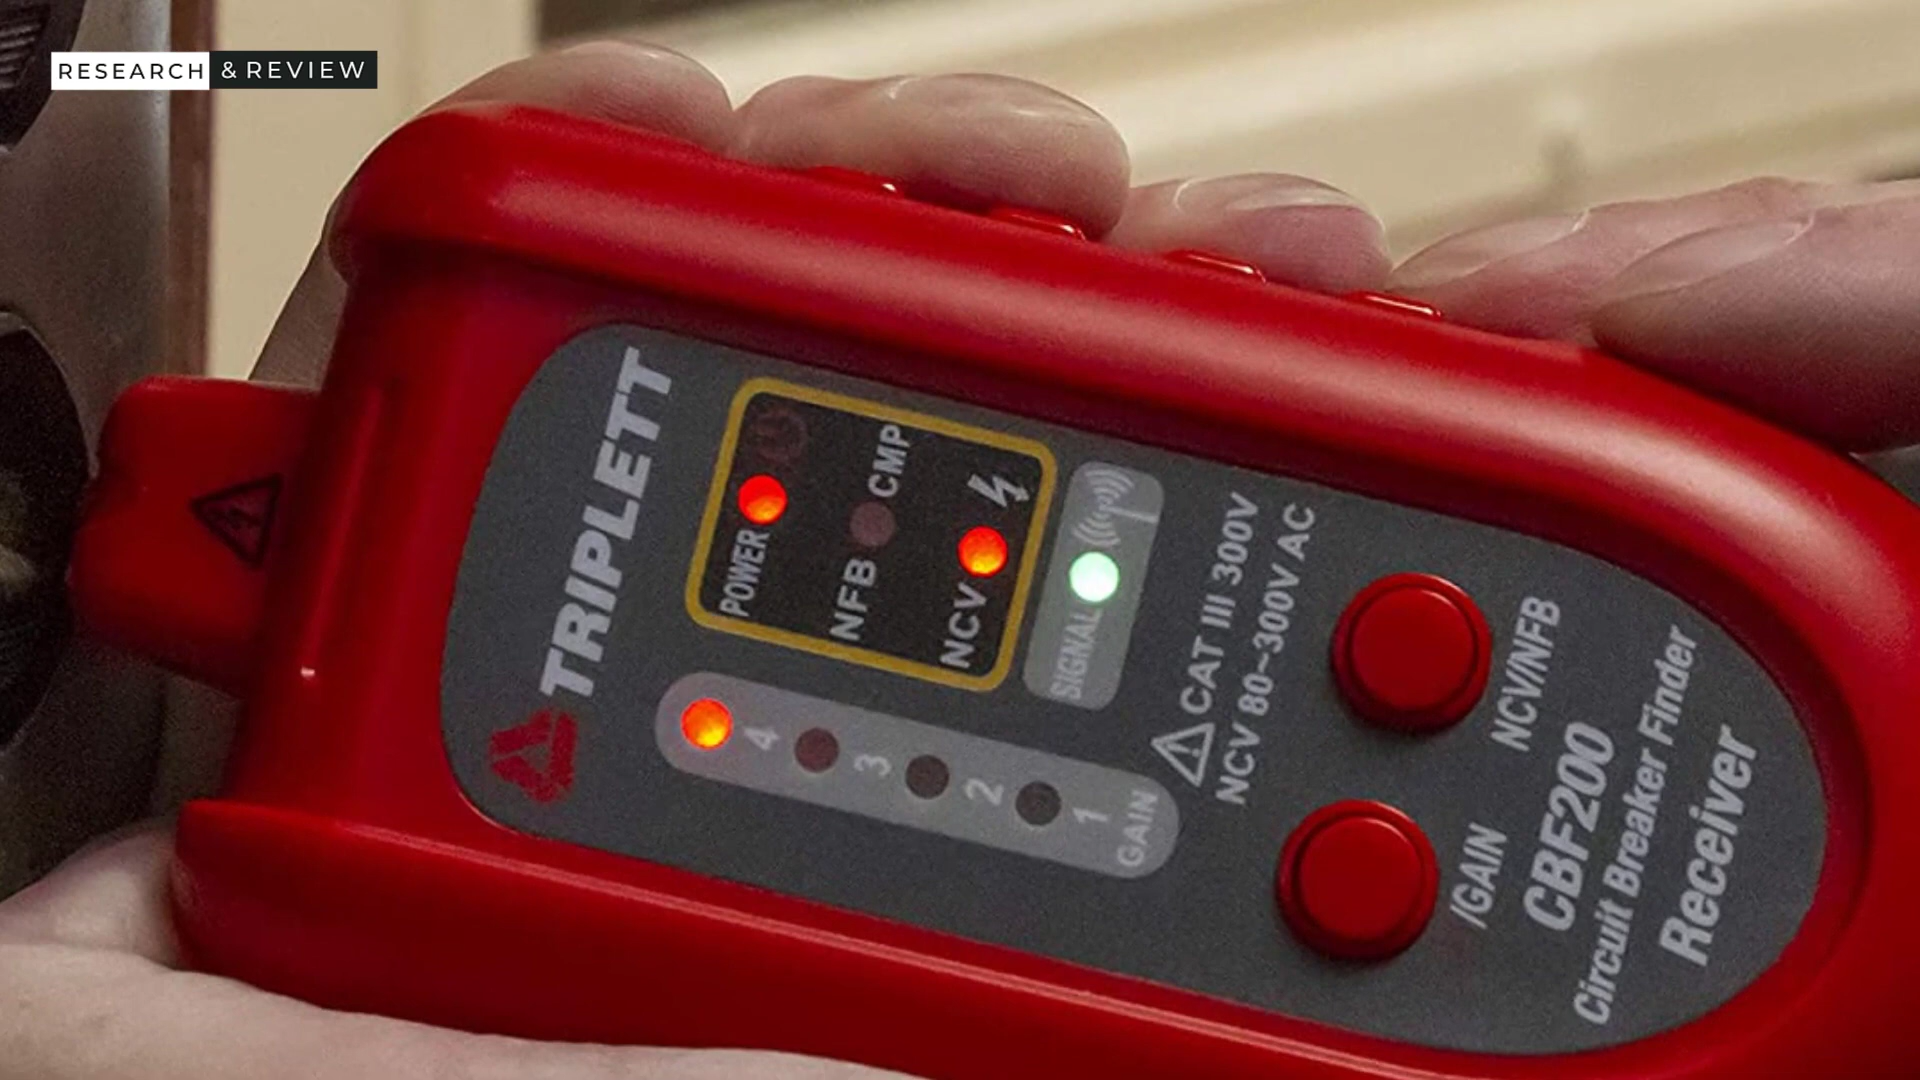 RESEARCH & REVIEW
TRIPLETT
POWER
NFB CMP
NCV
SIGNAL
4 3 2 1 GAIN
CAT III 300V
NCV 80~300V AC
NCV/NFB
/GAIN
CBF200
Circuit Breaker Finder
Receiver